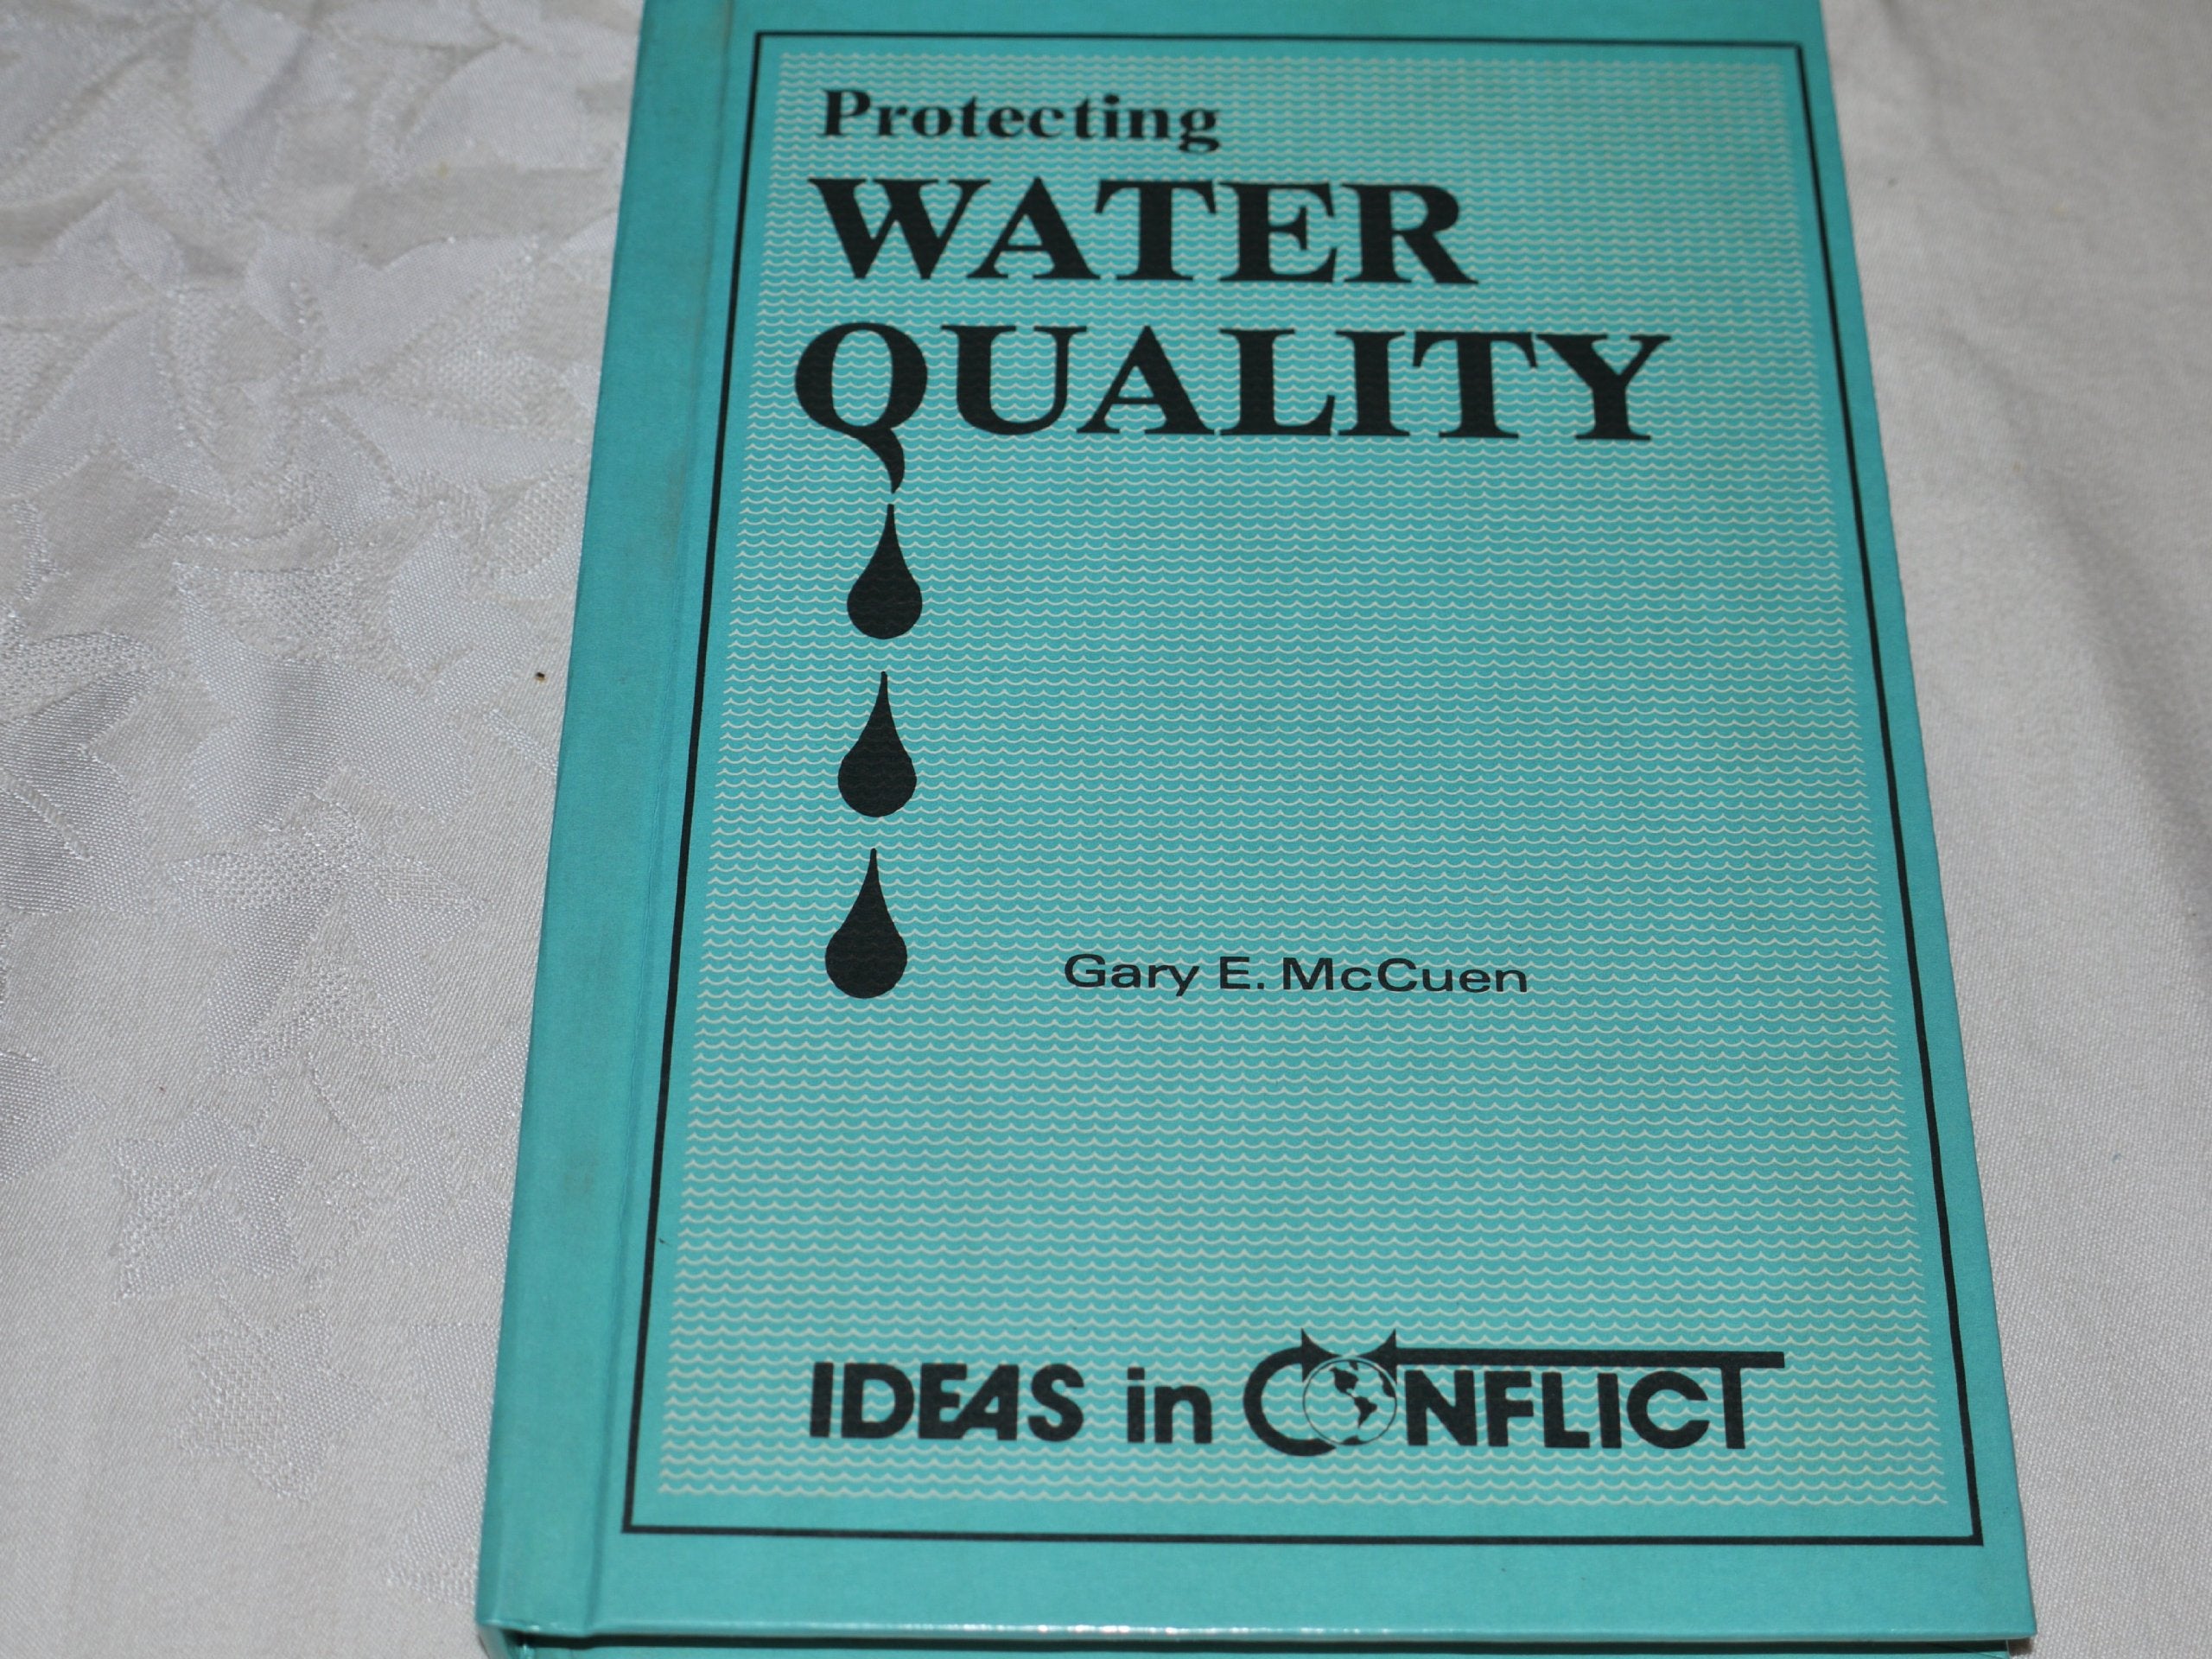 Protecting
WATER
QUALITY
Gary E. McCuen
IDEAS in CONFLICT